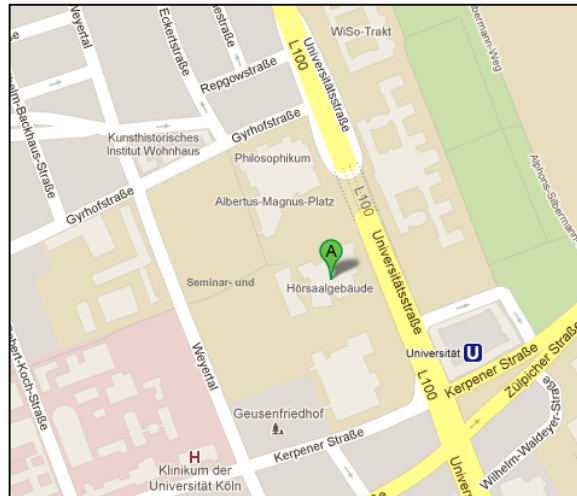 Weyertal
Eckertstraße
L100
Universitätsstraße
WiSo-Trakt
Repgowstraße
Gyrhofstraße
Kunsthistorisches
Institut Wohnhaus
Philosophikum
Albertus-Magnus-Platz
L100
Gyrhofstraße
A
Universitätsstraße
Hörsaalgebäude
Seminar- und
Weyertal
Universität U
L100
Kerpener Straße
Zülpicher Straße
Geusenfriedhof
Kerpener Straße
H
Klinikum der
Universität Köln
Wilhelm-Waldeyer-Straße